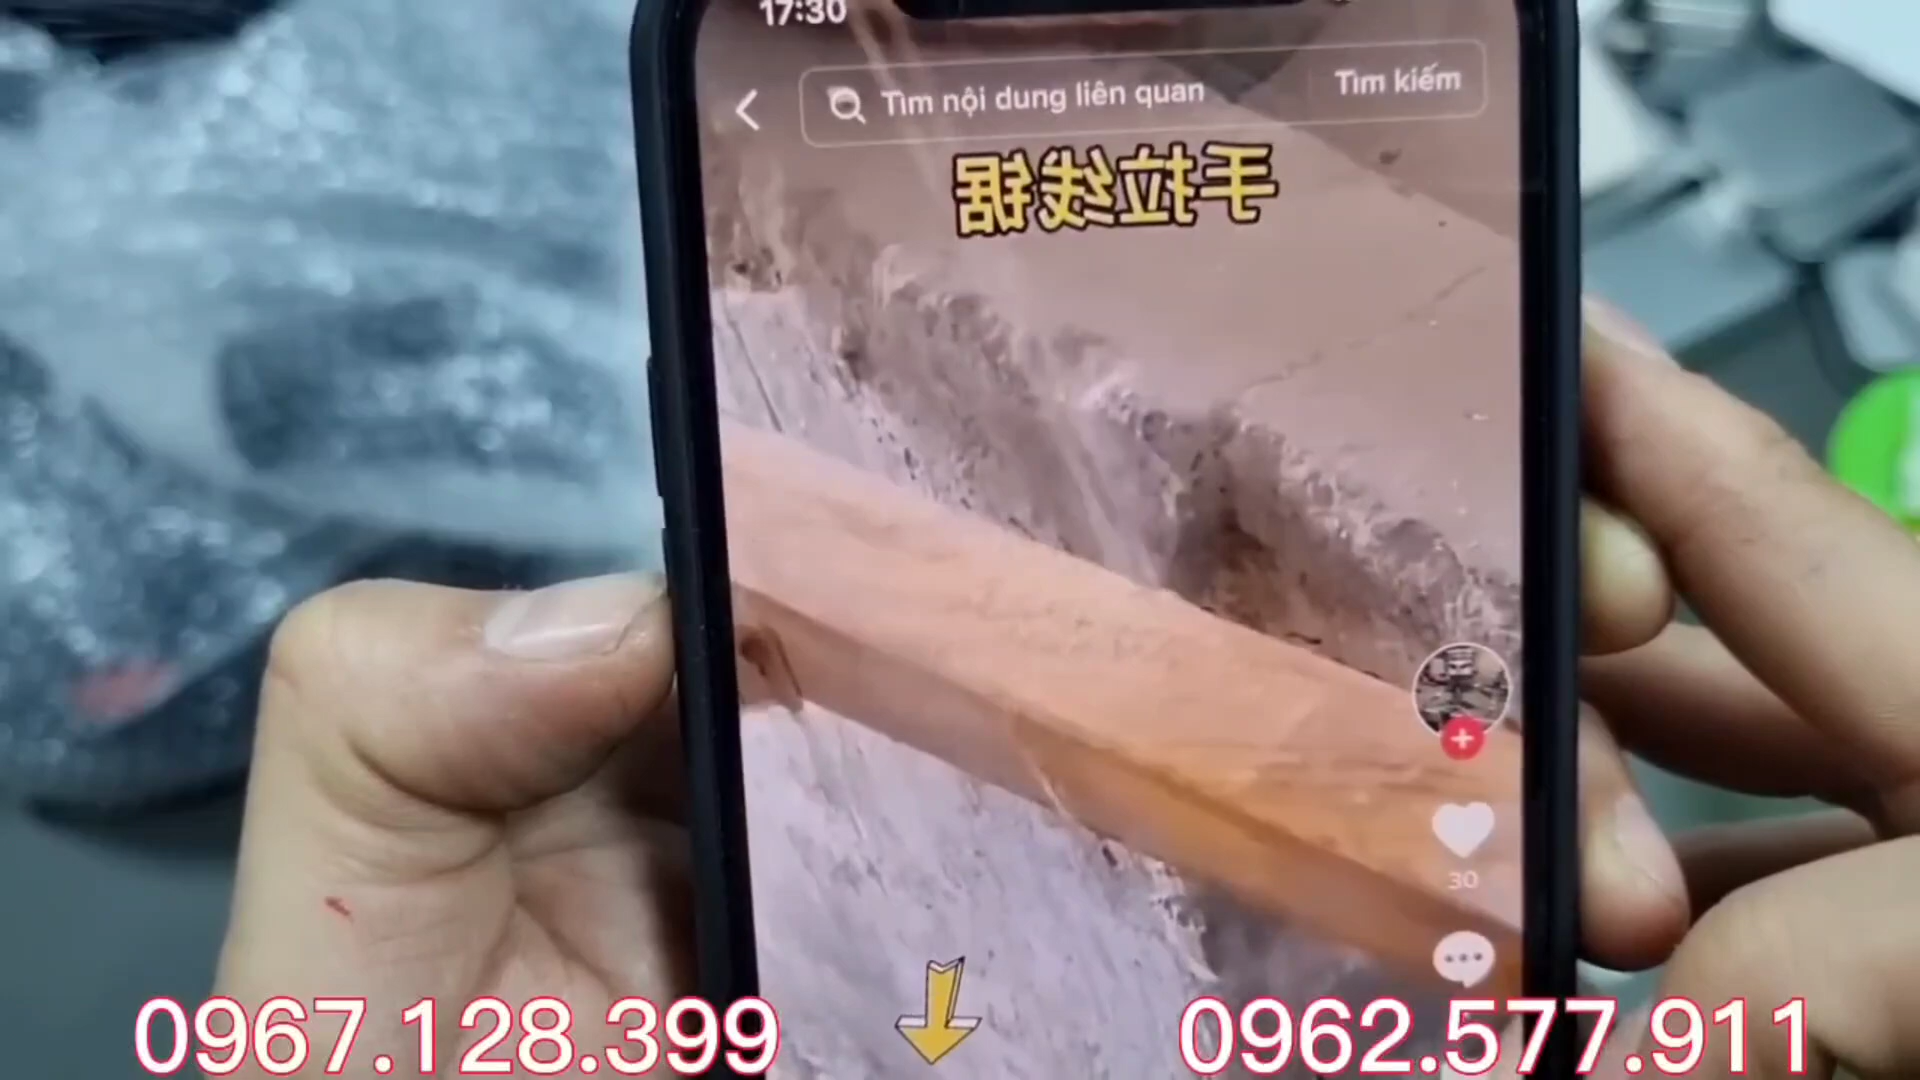 17:30
Tìm nội dung liên quan
Tìm kiếm
手拉线锯
30
0967.128.399
0962.577.911